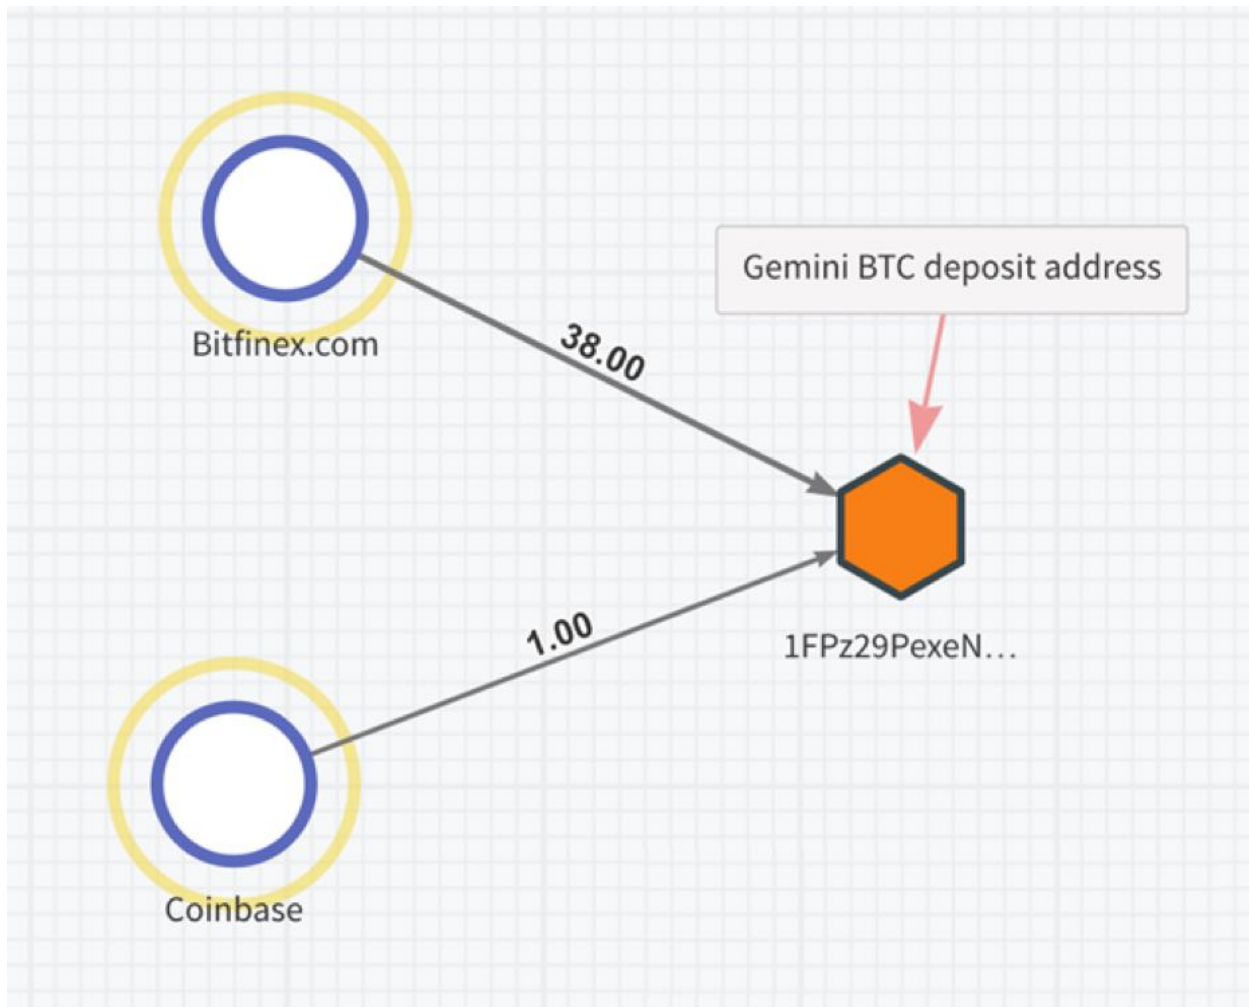 Bitfinex.com
38.00
Gemini BTC deposit address
1.00
1FPz29PexeN...
Coinbase